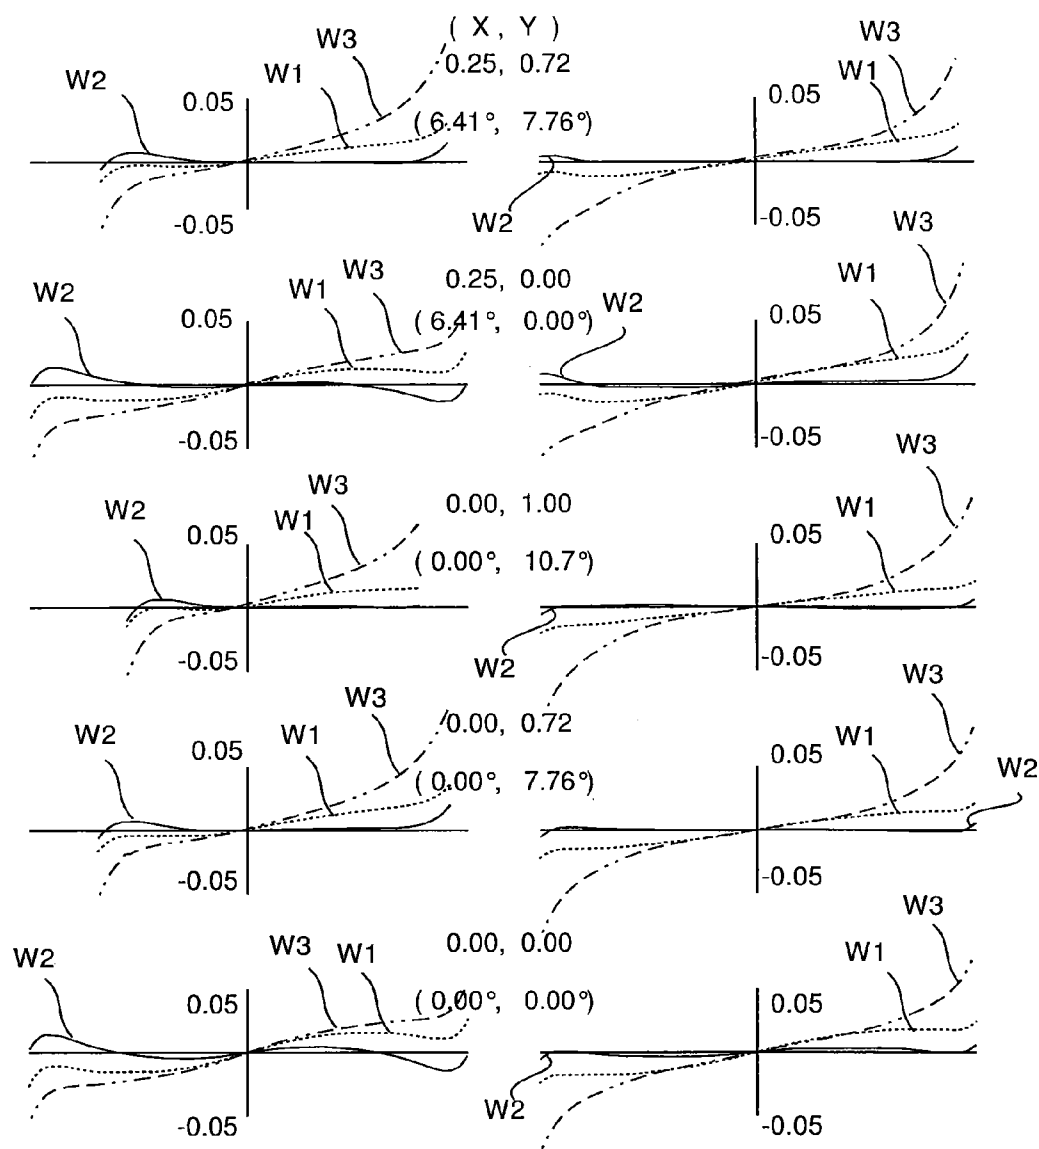 ( X , Y )
W3
W3
W2
W1
0.25, 0.72
W1
0.05
0.05
( 6.41°, 7.76°)
W2
-0.05
-0.05
W3
W2
W1
W3
0.25, 0.00
W1
0.05
( 6.41°, 0.00°)
W2
0.05
-0.05
-0.05
W3
W3
W2
W1
0.00, 1.00
W1
0.05
0.05
( 0.00°, 10.7°)
-0.05
W2
-0.05
W3
W3
W2
W1
0.00, 0.72
W1
0.05
0.05
W2
( 0.00°, 7.76°)
-0.05
-0.05
W3
W2
W3
W1
0.00, 0.00
W1
0.05
( 0.00°, 0.00°)
0.05
W2
-0.05
-0.05